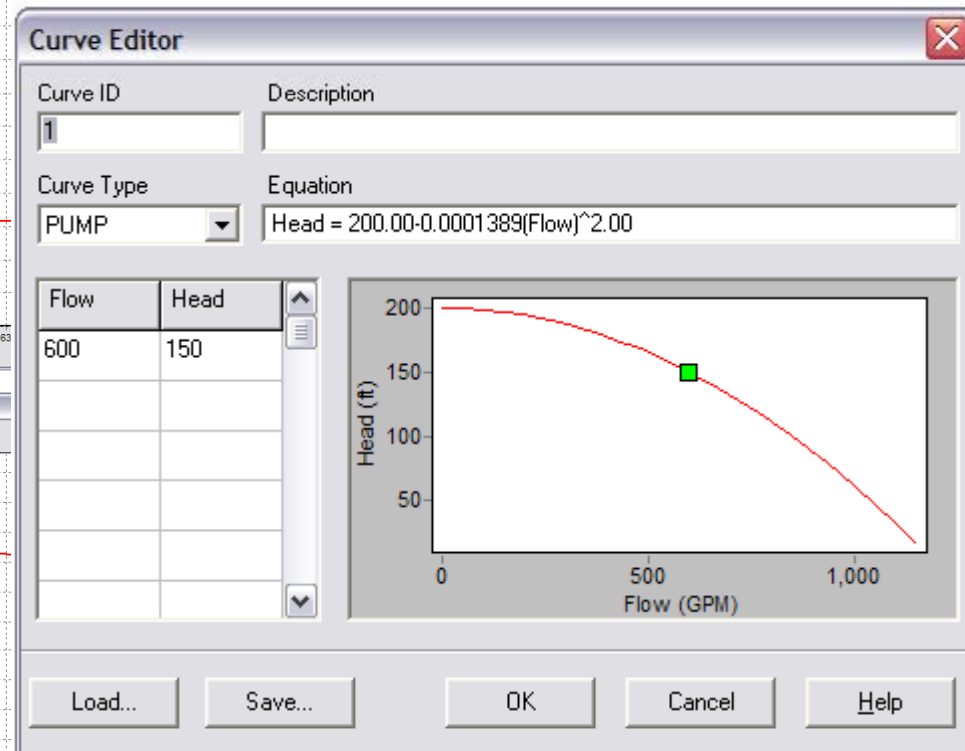 Curve Editor
Curve ID Description
1
Curve Type Equation
PUMP Head = 200.00-0.0001389(Flow)^2.00
Flow Head
600 150
200
150
100
50
Head (ft)
0 500 1,000
Flow (GPM)
Load... Save... OK Cancel Help